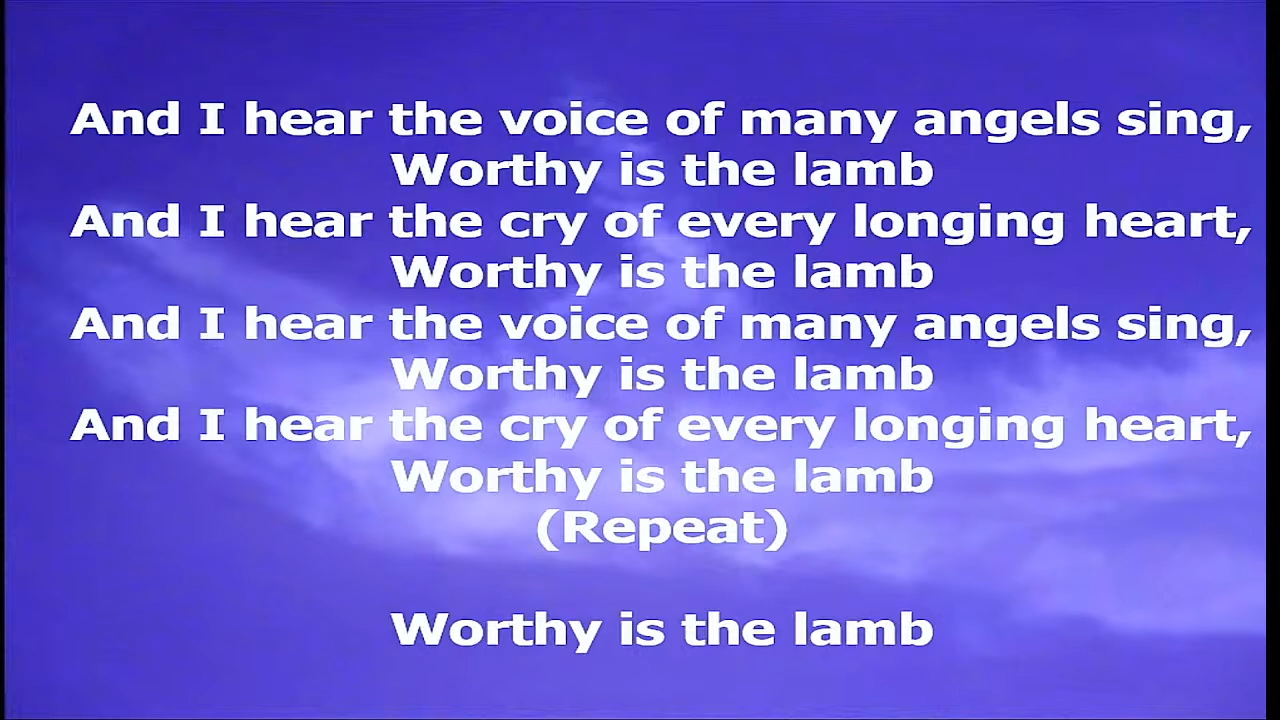 And I hear the voice of many angels sing,
Worthy is the lamb
And I hear the cry of every longing heart,
Worthy is the lamb
And I hear the voice of many angels sing,
Worthy is the lamb
And I hear the cry of every longing heart,
Worthy is the lamb
(Repeat)
Worthy is the lamb